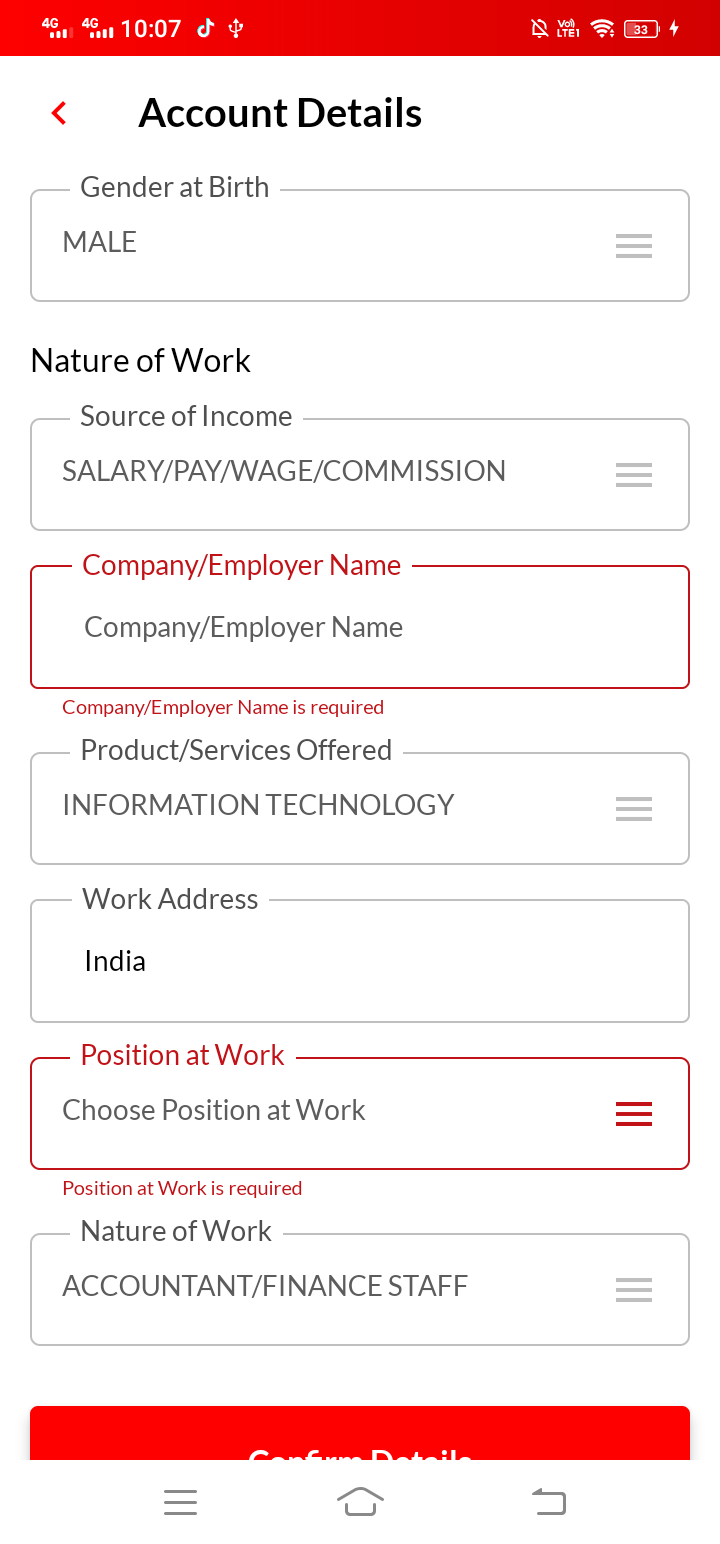 4G 4G 10:07 Vo) LTE1 33
Account Details
Gender at Birth
MALE
Nature of Work
Source of Income
SALARY/PAY/WAGE/COMMISSION
Company/Employer Name
Company/Employer Name
Company/Employer Name is required
Product/Services Offered
INFORMATION TECHNOLOGY
Work Address
India
Position at Work
Choose Position at Work
Position at Work is required
Nature of Work
ACCOUNTANT/FINANCE STAFF
Confirm Details